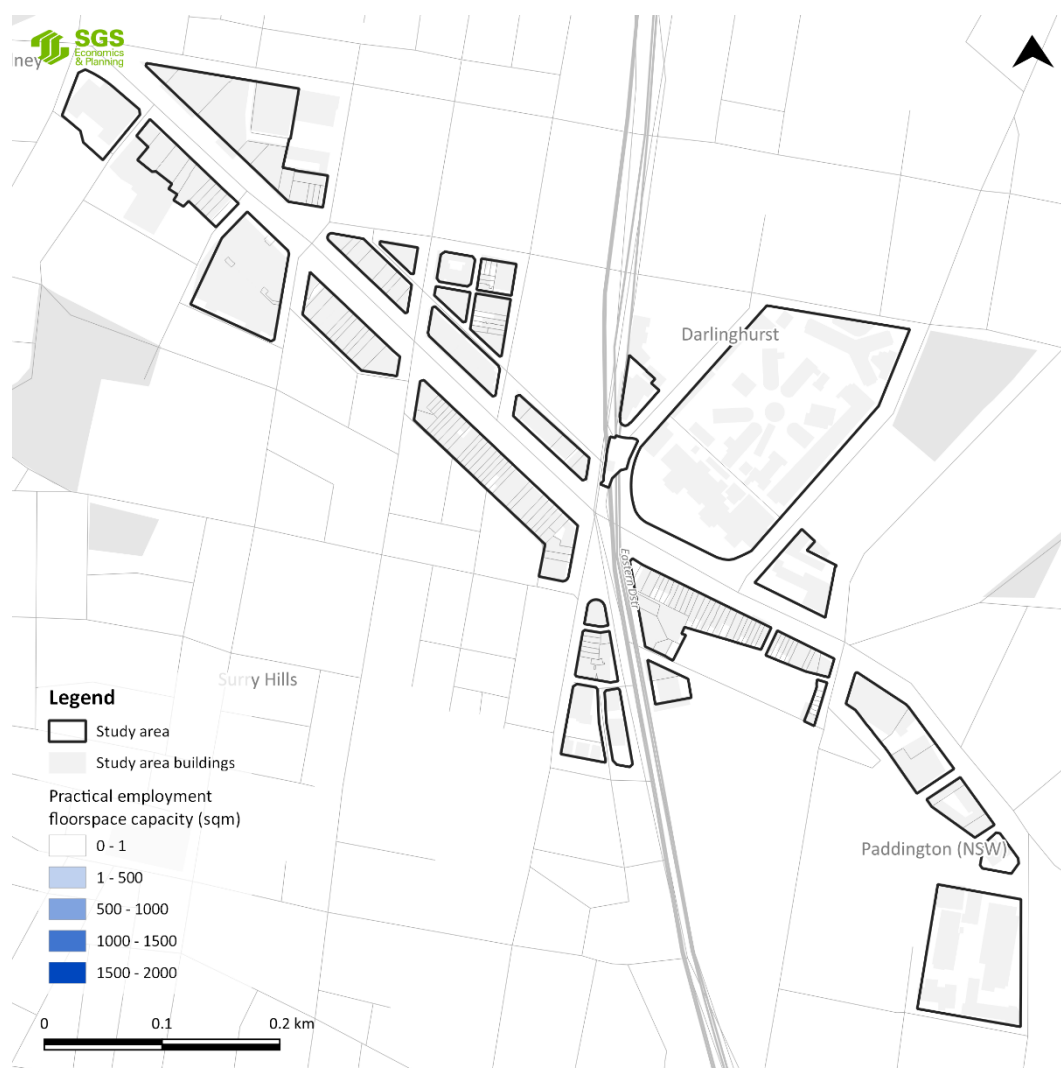 SGS
Economics
& Planning
ney
Darlinghurst
Eastern Dstr
Surry Hills
Paddington (NSW)
Legend
Study area
Study area buildings
Practical employment
floorspace capacity (sqm)
0 - 1
1 - 500
500 - 1000
1000 - 1500
1500 - 2000
0
0.1
0.2 km